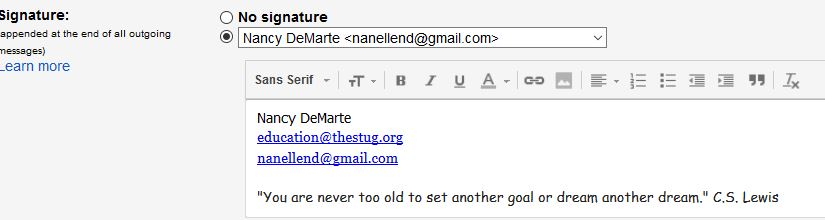 Signature:
(appended at the end of all outgoing
messages)
Learn more
No signature
Nancy DeMarte <nanellend@gmail.com>
Sans Serif
Nancy DeMarte
education@thestug.org
nanellend@gmail.com
"You are never too old to set another goal or dream another dream." C.S. Lewis